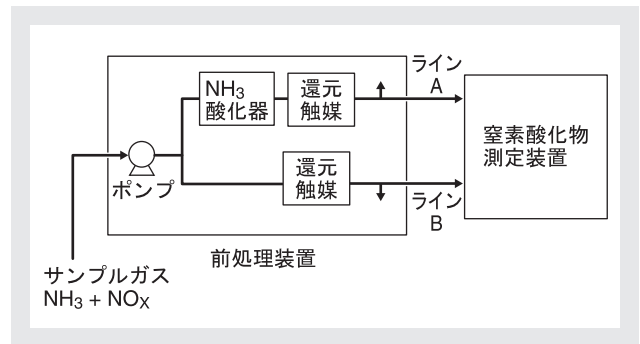 NH3
酸化器
還元
触媒
ライン
A
窒素酸化物
測定装置
ポンプ
還元
触媒
ライン
B
前処理装置
サンプルガス
NH3 + NOX